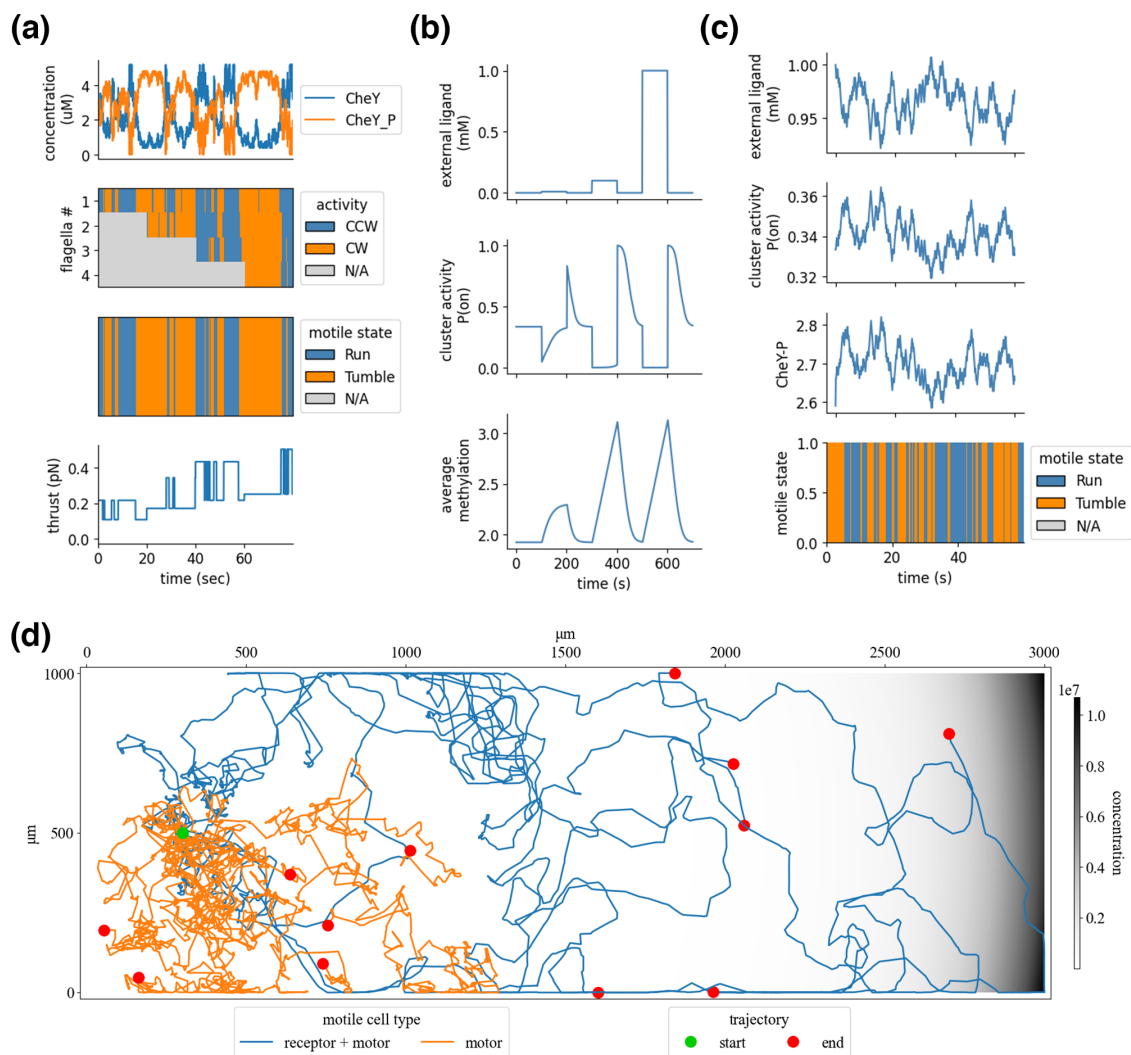 (a)
concentration
(uM)
4
2
0
CheY
CheY_P
flagella #
1
2
3
4
activity
CCW
CW
N/A
motile state
Run
Tumble
N/A
thrust (pN)
0.4
0.2
0.0
0
20
40
60
time (sec)
(b)
external ligand
(mM)
1.0
0.5
0.0
cluster activity
P(on)
1.0
0.5
0.0
average
methylation
3.0
2.5
2.0
0
200
400
600
time (s)
(c)
external ligand
(mM)
1.00
0.95
cluster activity
P(on)
0.36
0.34
0.32
CheY-P
2.8
2.7
2.6
motile state
1.0
0.5
0.0
0
20
40
time (s)
motile state
Run
Tumble
N/A
(d)
μm
0
500
1000
1500
2000
2500
3000
μm
1000
500
0
1e7
1.0
0.8
0.6
0.4
0.2
concentration
motile cell type
receptor + motor
motor
trajectory
start
end